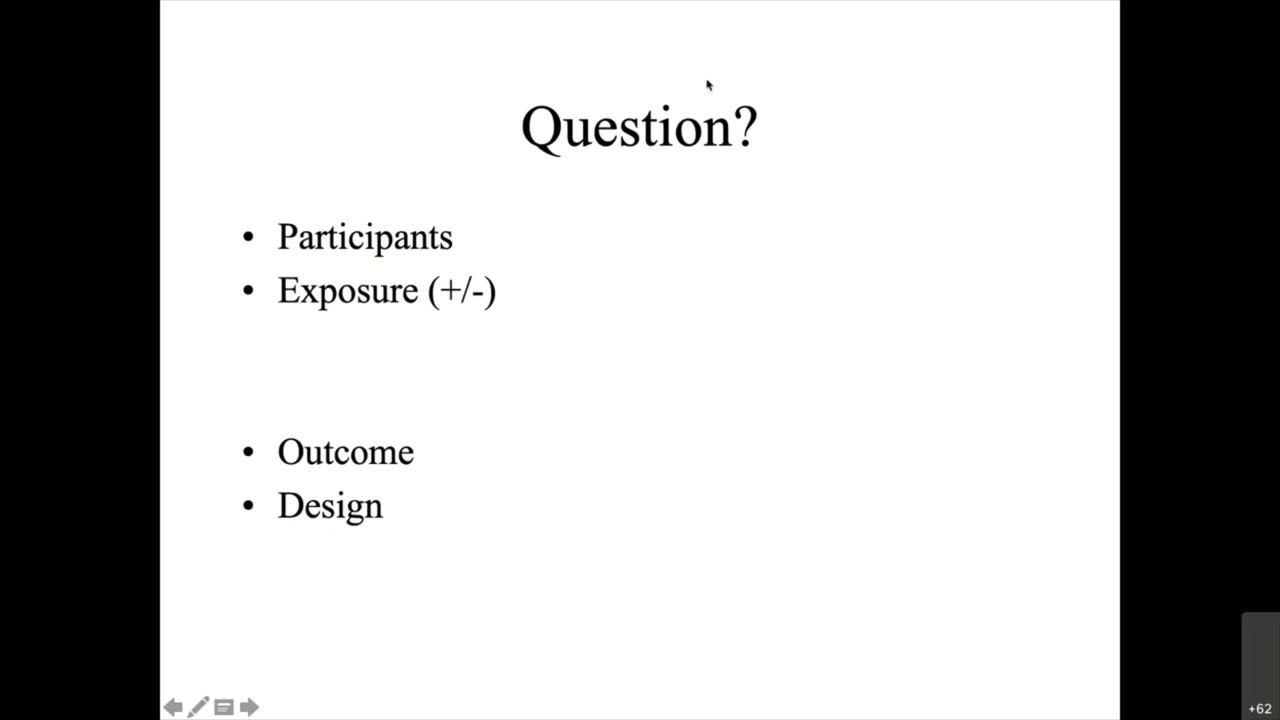 Question?
• Participants
• Exposure (+/-)
• Outcome
• Design
+62